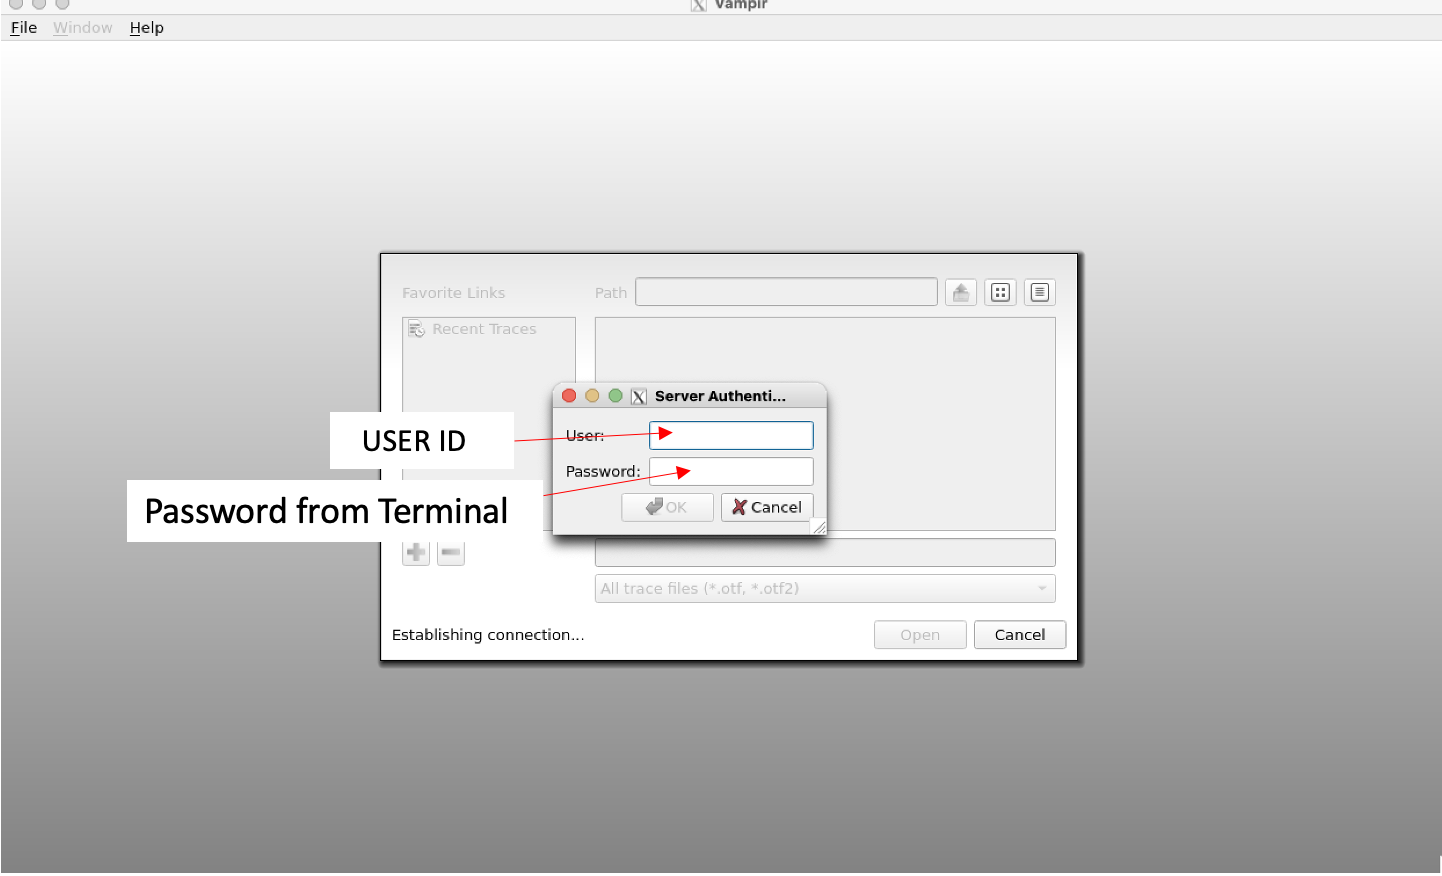 Vampir
File Window Help
Favorite Links
Path
Recent Traces
Server Authenti...
USER ID
User:
Password:
Password from Terminal
OK
Cancel
All trace files (*.otf, *.otf2)
Establishing connection...
Open
Cancel